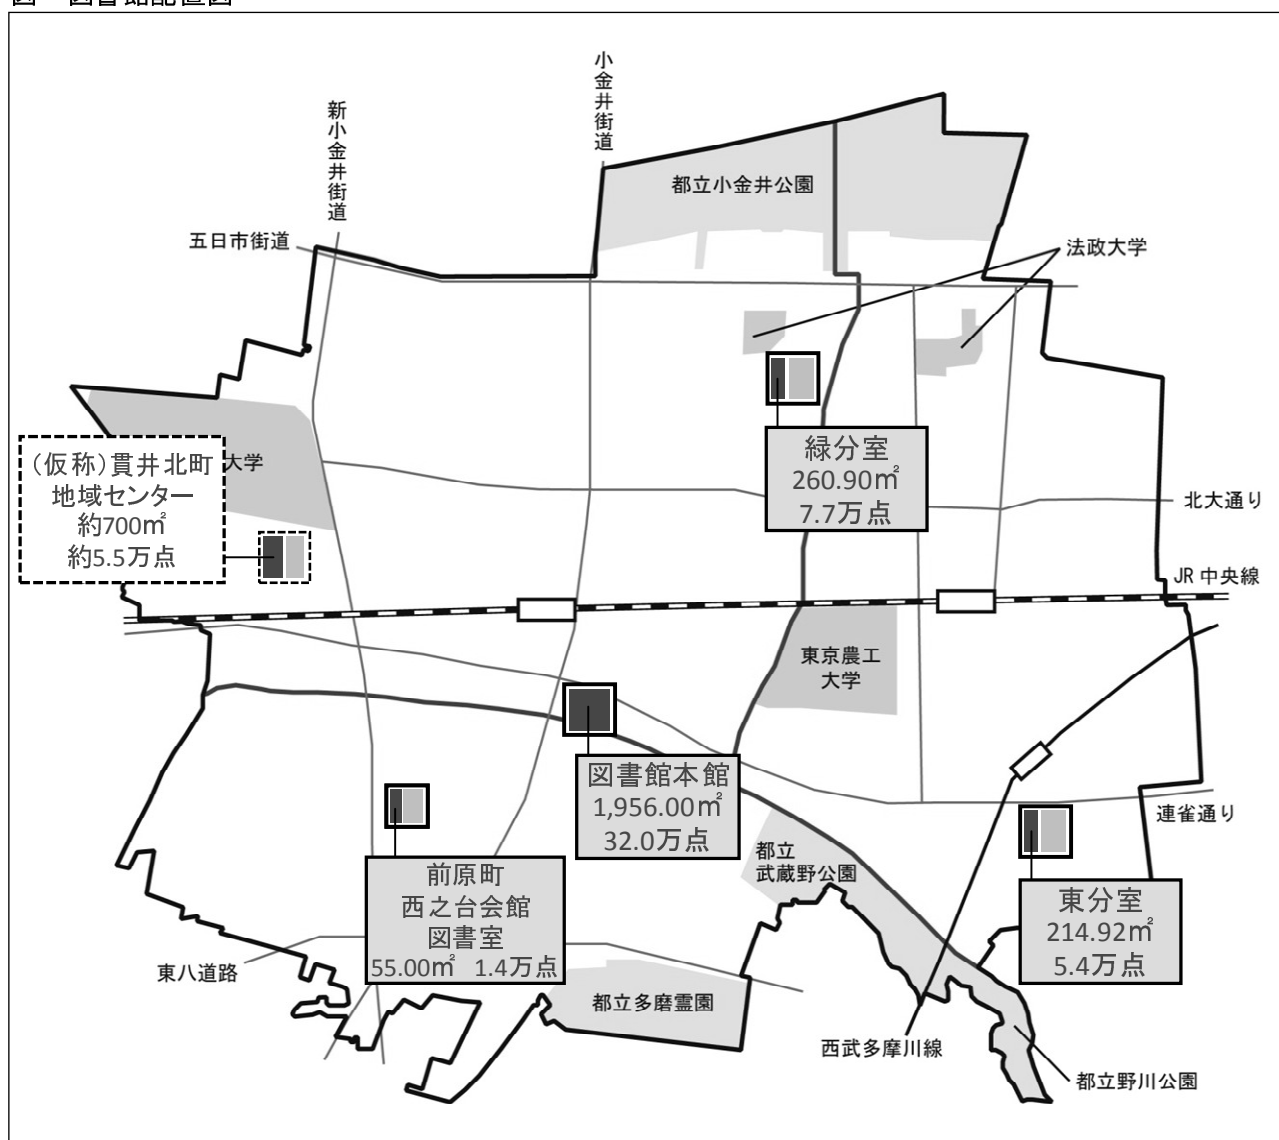 図 図書館配置図
小金井街道
新小金井街道
都立小金井公園
五日市街道
法政大学
(仮称)貫井北町
地域センター
約700㎡
約5.5万点
大学
緑分室
260.90㎡
7.7万点
北大通り
JR 中央線
東京農工
大学
図書館本館
1,956.00㎡
32.0万点
連雀通り
都立
武蔵野公園
前原町
西之台会館
図書室
55.00㎡ 1.4万点
東分室
214.92㎡
5.4万点
東八道路
都立多磨霊園
西武多摩川線
都立野川公園